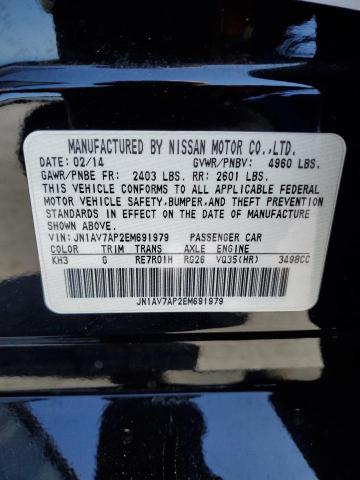 MANUFACTURED BY NISSAN MOTOR CO.,LTD.
DATE: 02/14 GVWR/PNBV: 4960 LBS.
GAWR/PNBE FR: 2403 LBS. RR: 2601 LBS.
THIS VEHICLE CONFORMS TO ALL APPLICABLE FEDERAL
MOTOR VEHICLE SAFETY,BUMPER,AND THEFT PREVENTION
STANDARDS IN EFFECT ON THE DATE OF MANUFACTURE
SHOWN ABOVE.
VIN: JN1AV7AP2EM691979 PASSENGER CAR
COLOR TRIM TRANS AXLE ENGINE
KH3 G RE7R01H RG26 VQ35(HR) 3498CC
JN1AV7AP2EM691979